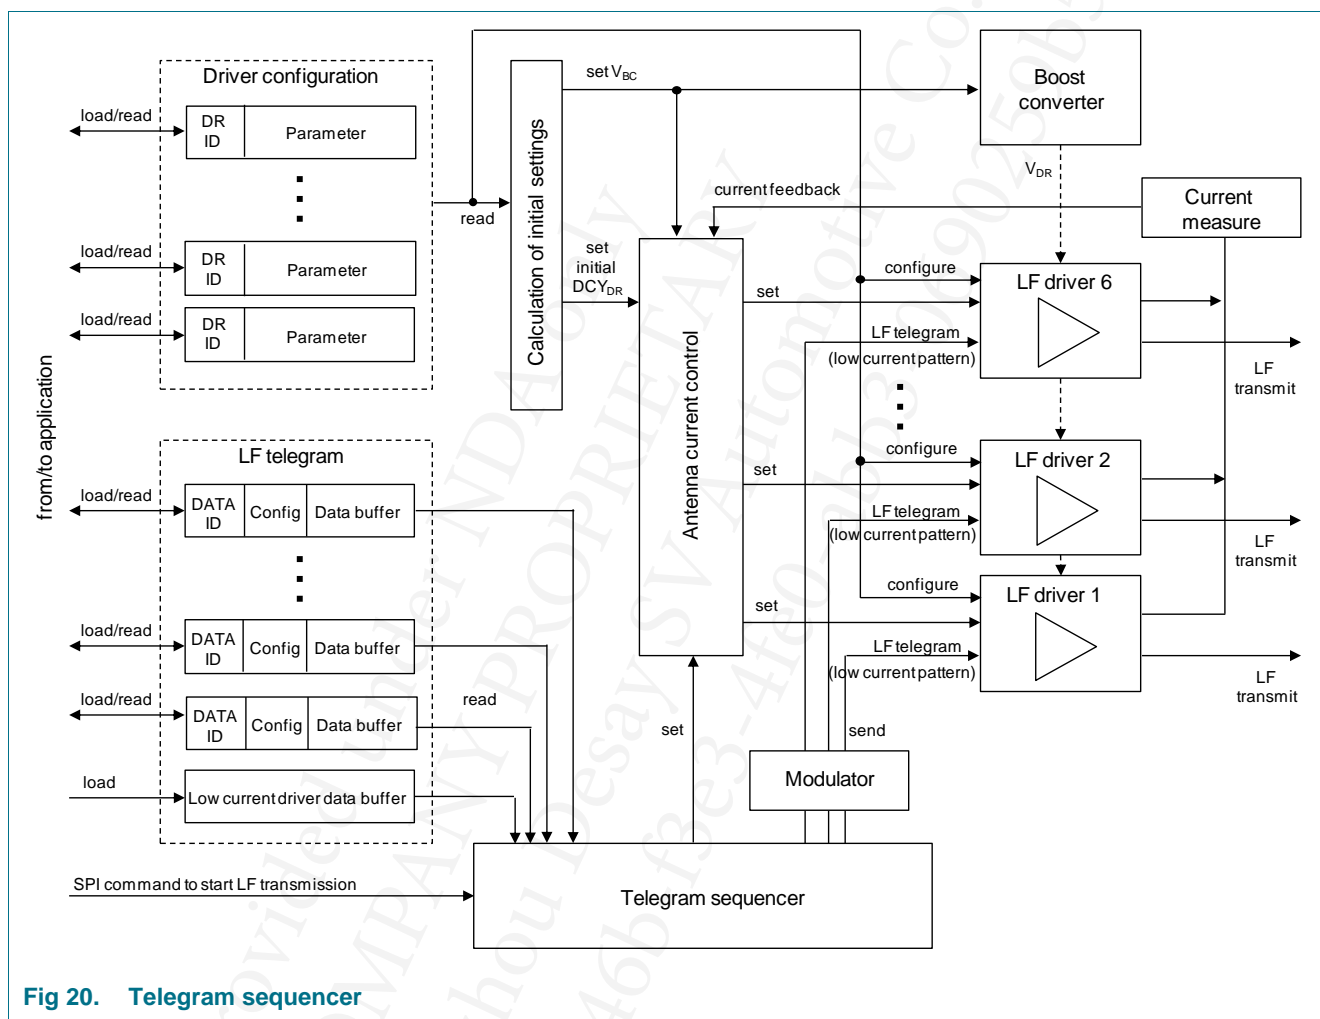 Driver configuration
load/read
DR
ID
Parameter
load/read
DR
ID
Parameter
load/read
DR
ID
Parameter
from/to application
read
Calculation of initial settings
set VBC
set
initial
DCYDR
Boost
converter
VDR
current feedback
Current
measure
Antenna current control
configure
LF driver 6
set
LF telegram
(low current pattern)
LF
transmit
configure
LF driver 2
set
LF telegram
(low current pattern)
LF
transmit
configure
LF driver 1
set
LF telegram
(low current pattern)
LF
transmit
LF telegram
load/read
DATA
ID
Config
Data buffer
load/read
DATA
ID
Config
Data buffer
load/read
DATA
ID
Config
Data buffer
load
Low current driver data buffer
read
set
send
Modulator
SPI command to start LF transmission
Telegram sequencer
Fig 20. Telegram sequencer